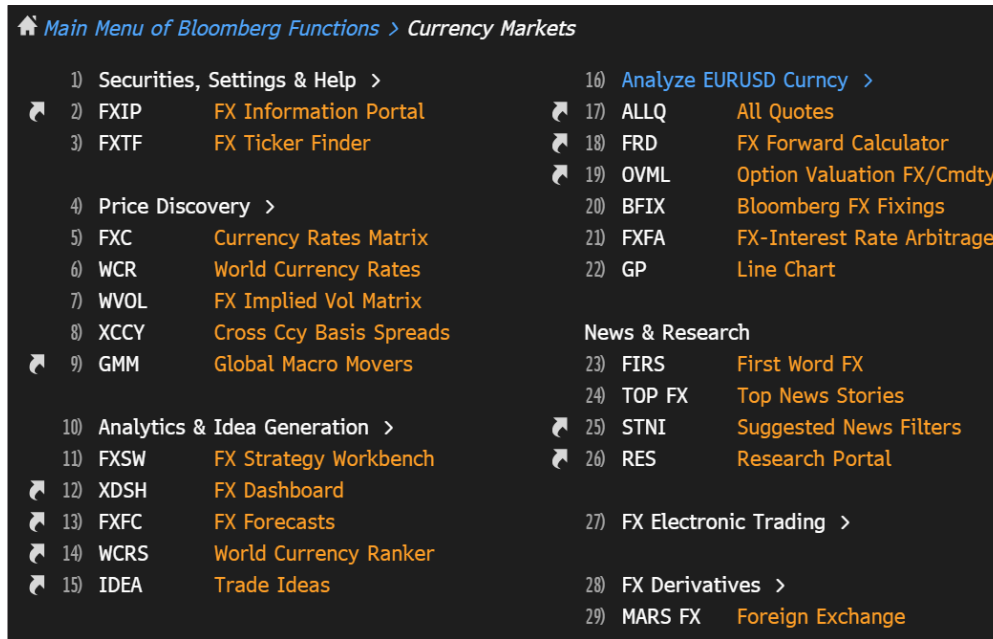 Main Menu of Bloomberg Functions > Currency Markets
1) Securities, Settings & Help >
2) FXIP FX Information Portal
3) FXTF FX Ticker Finder
4) Price Discovery >
5) FXC Currency Rates Matrix
6) WCR World Currency Rates
7) WVOL FX Implied Vol Matrix
8) XCCY Cross Ccy Basis Spreads
9) GMM Global Macro Movers
10) Analytics & Idea Generation >
11) FXSW FX Strategy Workbench
12) XDSH FX Dashboard
13) FXFC FX Forecasts
14) WCRS World Currency Ranker
15) IDEA Trade Ideas
16) Analyze EURUSD Curncy >
17) ALLQ All Quotes
18) FRD FX Forward Calculator
19) OVML Option Valuation FX/Cmdty
20) BFIX Bloomberg FX Fixings
21) FXFA FX-Interest Rate Arbitrage
22) GP Line Chart
News & Research
23) FIRS First Word FX
24) TOP FX Top News Stories
25) STNI Suggested News Filters
26) RES Research Portal
27) FX Electronic Trading >
28) FX Derivatives >
29) MARS FX Foreign Exchange